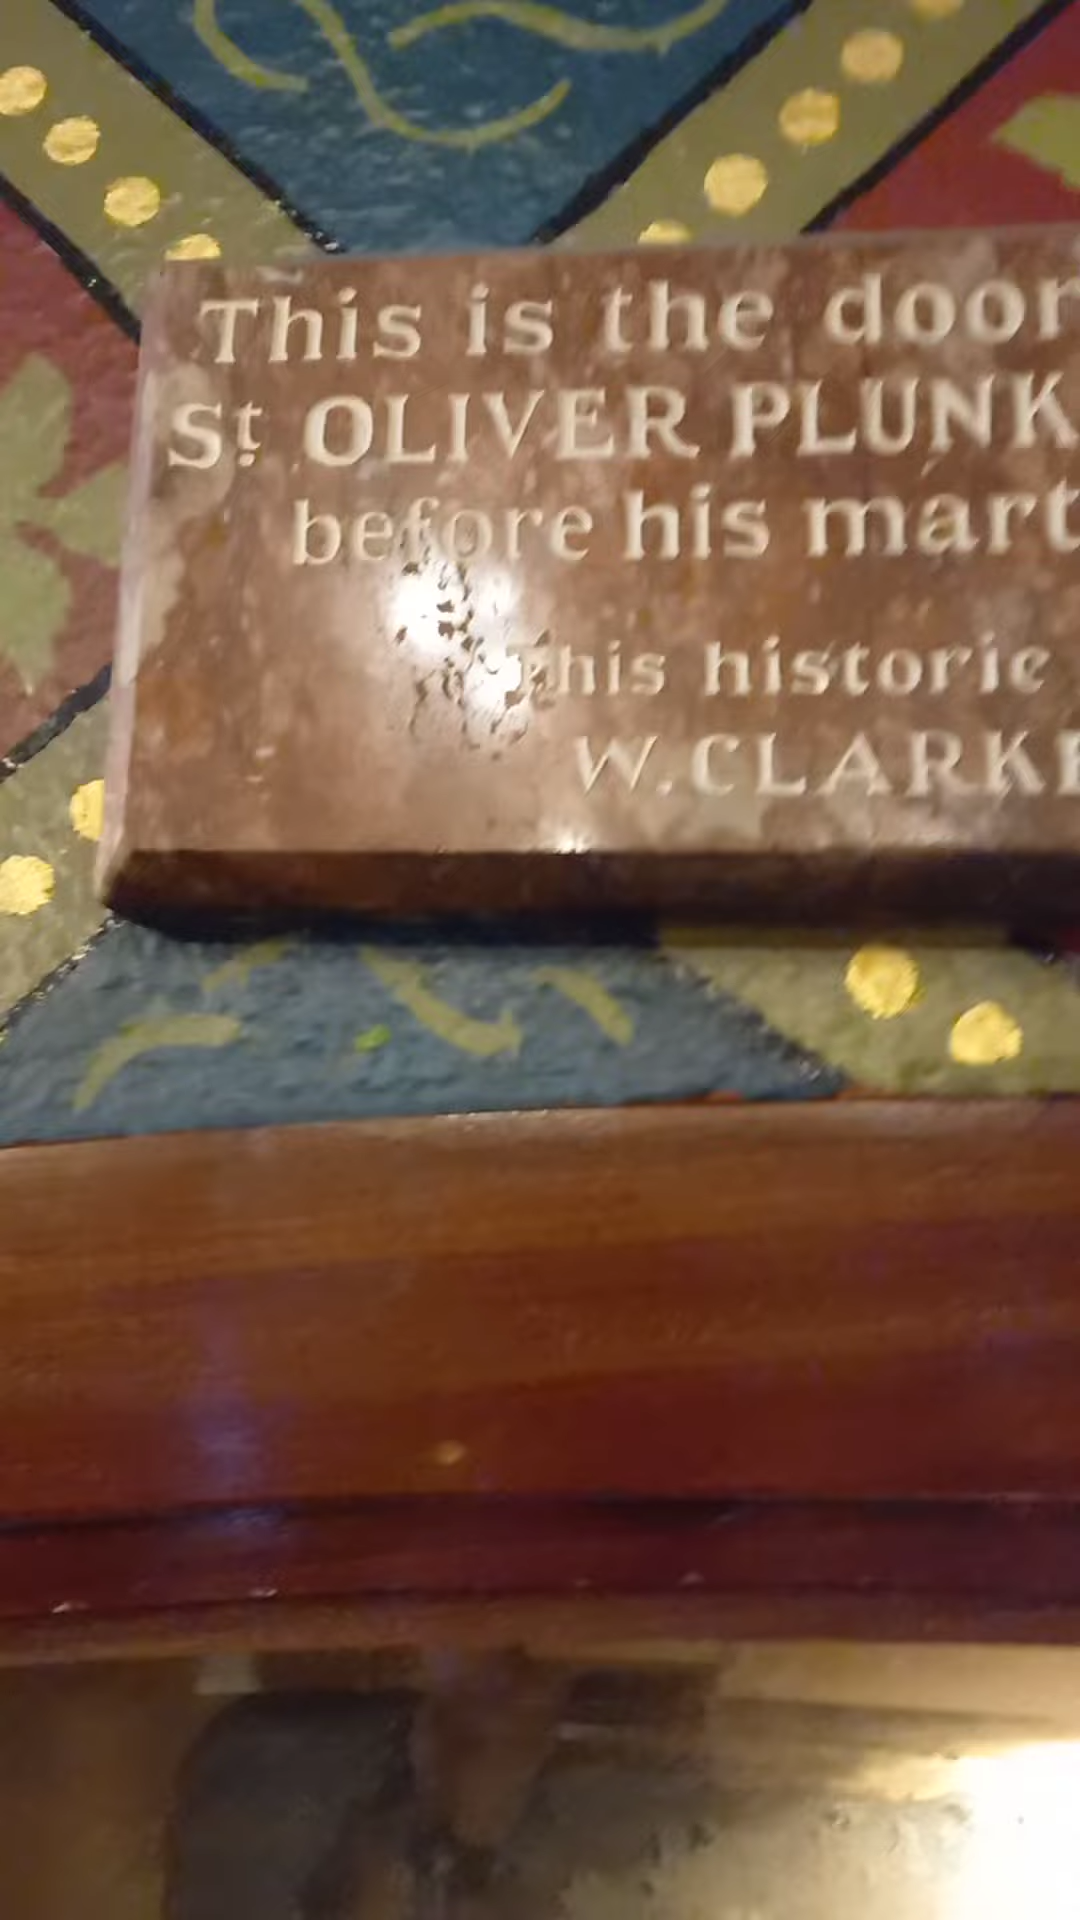 This is the door
St OLIVER PLUNK
before his mart
This historic
W. CLARKE